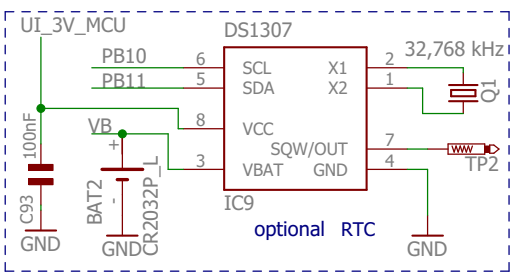 UI_3V_MCU
DS1307
PB10
6
SCL
X1
2
32,768 kHz
PB11
5
SDA
X2
1
Q1
100nF
VB
8
VCC
SQW/OUT
7
TP2
+
3
VBAT
GND
4
C93
BAT2
-
CR2032P_L
IC9
optional RTC
GND
GND
GND